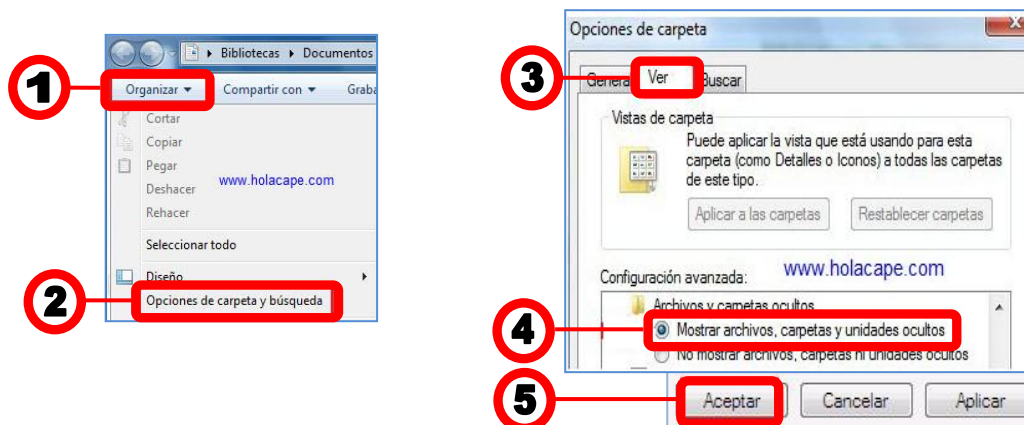 1
Bibliotecas Documentos
Organizar Compartir con Graba
Cortar
Copiar
Pegar
www.holacape.com
Deshacer
Rehacer
Seleccionar todo
Diseño
2
Opciones de carpeta y búsqueda
Opciones de carpeta
x
3
General Ver Buscar
Vistas de carpeta
Puede aplicar la vista que está usando para esta
carpeta (como Detalles o Iconos) a todas las carpetas
de este tipo.
Aplicar a las carpetas Restablecer carpetas
www.holacape.com
Configuración avanzada:
Archivos y carpetas ocultos
4
Mostrar archivos, carpetas y unidades ocultos
No mostrar archivos, carpetas ni unidades ocultos
5
Aceptar Cancelar Aplicar